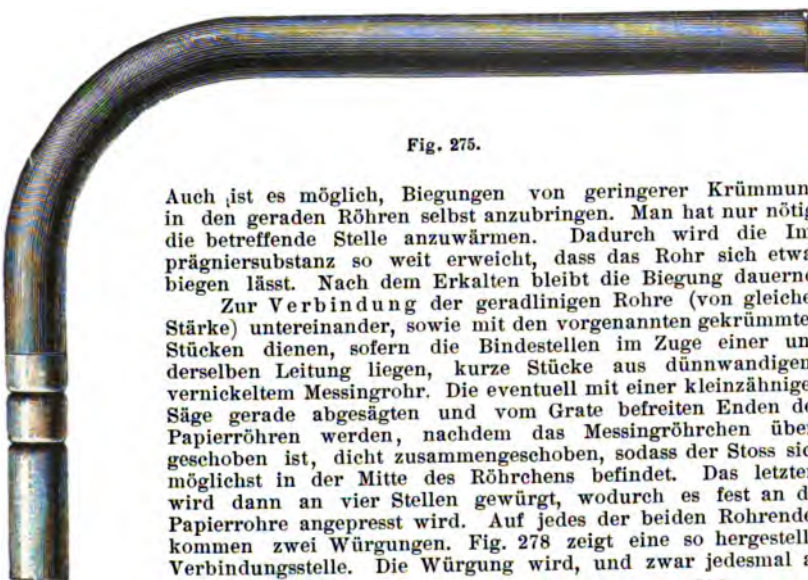 Fig. 275.
Auch ist es möglich, Biegungen von geringerer Krümmun
in den geraden Röhren selbst anzubringen. Man hat nur nötig
die betreffende Stelle anzuwärmen. Dadurch wird die Im
prägniersubstanz so weit erweicht, dass das Rohr sich etwa
biegen lässt. Nach dem Erkalten bleibt die Biegung dauernd
Zur Verbindung der geradlinigen Rohre (von gleiche
Stärke) untereinander, sowie mit den vorgenannten gekrümmte
Stücken dienen, sofern die Bindestellen im Zuge einer un
derselben Leitung liegen, kurze Stücke aus dünnwandigen
vernickeltem Messingrohr. Die eventuell mit einer kleinzähnige
Säge gerade abgesägten und vom Grate befreiten Enden de
Papierröhren werden, nachdem das Messingröhrchen über
geschoben ist, dicht zusammengeschoben, sodass der Stoss sic
möglichst in der Mitte des Röhrchens befindet. Das letzter
wird dann an vier Stellen gewürgt, wodurch es fest an d
Papierrohre angepresst wird. Auf jedes der beiden Rohrende
kommen zwei Würgungen. Fig. 278 zeigt eine so hergestell
Verbindungsstelle. Die Würgung wird, und zwar jedesmal a